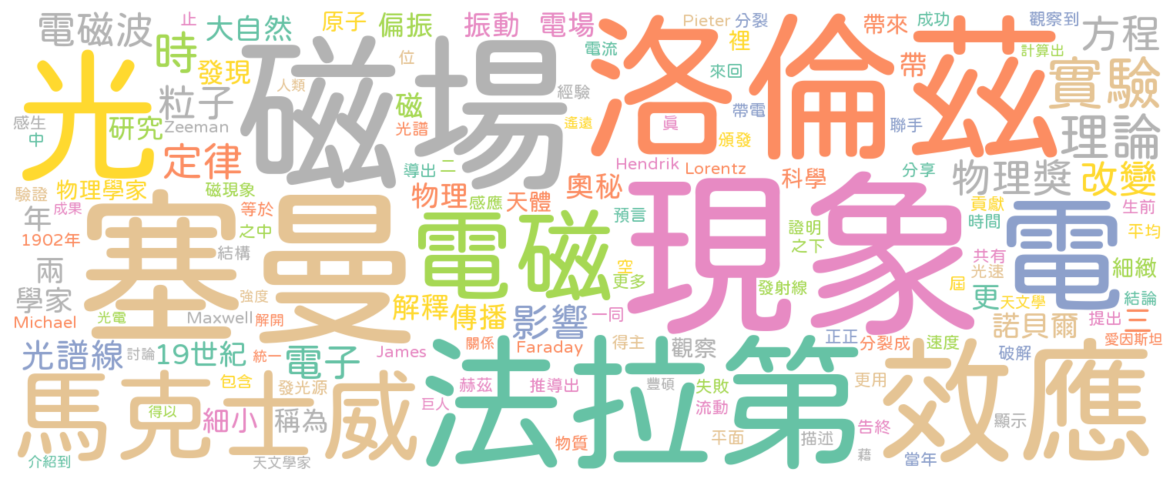 電磁波 時 止 大自然 原子 偏振 振動 電場 Pieter 分裂 裡 帶來 成功 觀察到 方程
光 發現 人類 位 電流 來回 帶 計算出
磁場 洛倫茲 實驗
感生 中 研究 粒子 Zeeman 磁 光譜 經驗 遙遠 眞 帶電 頒發 聯手 理論
定律 導出 二 Hendrik Lorentz 分享
驗證 物理學家 磁現象 物理 感應 天體 奧秘 科學 物理獎 改變
年 成果 1902年 等於 之中 預言 證明 之下 貢獻 時間 生前 平均
塞曼 電磁 現象 電
兩 結構 空 更多 發射線 共有 光速 細緻
學家 強度 解釋 傳播 影響 一同 屆 更 天文學 結論
Michael 光電 Maxwell 解開 諾貝爾 提出 三
光譜線 討論 19世紀 統一 電子 James 關係 Faraday 得主 觀察 正正 分裂成 速度 破解 愛因斯坦
馬克士威 法拉第 效應
包含 發光源 赫茲 推導出 豐碩 失敗 更用
得以 細小 稱為 巨人 流動 告終 顯示
介紹到 天文學家 物質 平面 描述 藉 當年